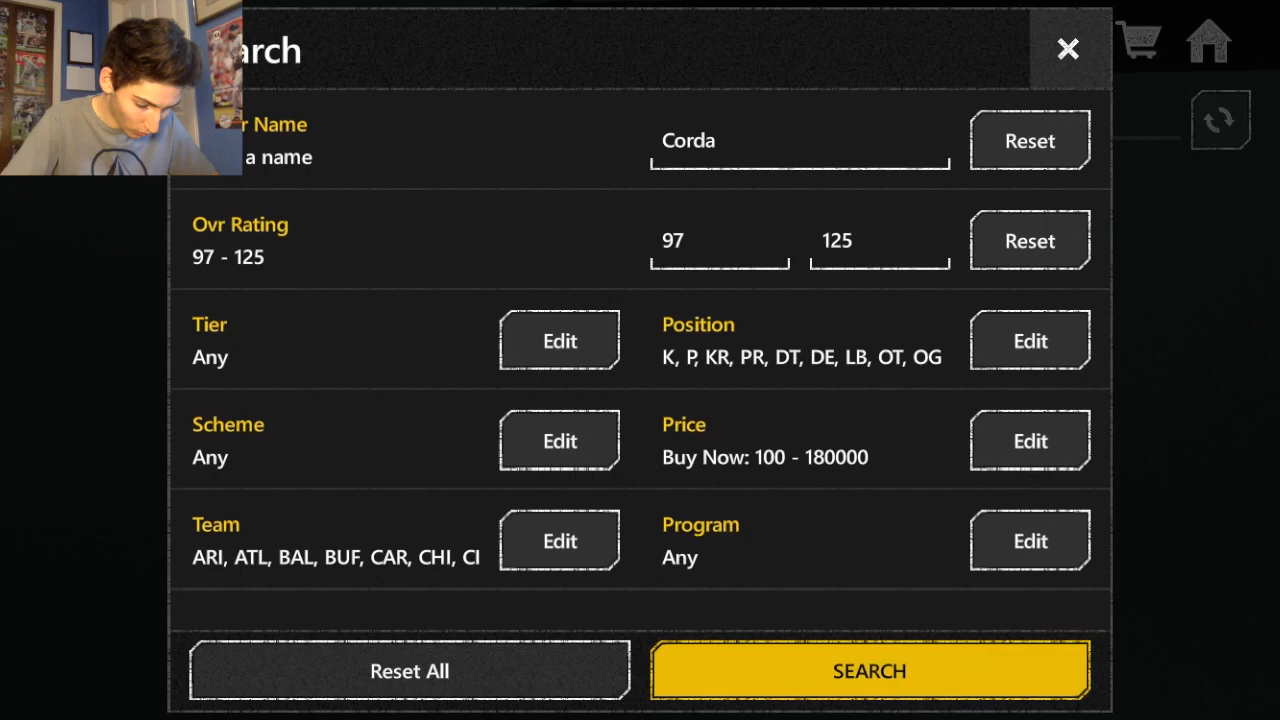 arch
r Name
a name
Corda
Reset
Ovr Rating
97 - 125
97
125
Reset
Tier
Any
Edit
Position
K, P, KR, PR, DT, DE, LB, OT, OG
Edit
Scheme
Any
Edit
Price
Buy Now: 100 - 180000
Edit
Team
ARI, ATL, BAL, BUF, CAR, CHI, CI
Edit
Program
Any
Edit
Reset All
SEARCH